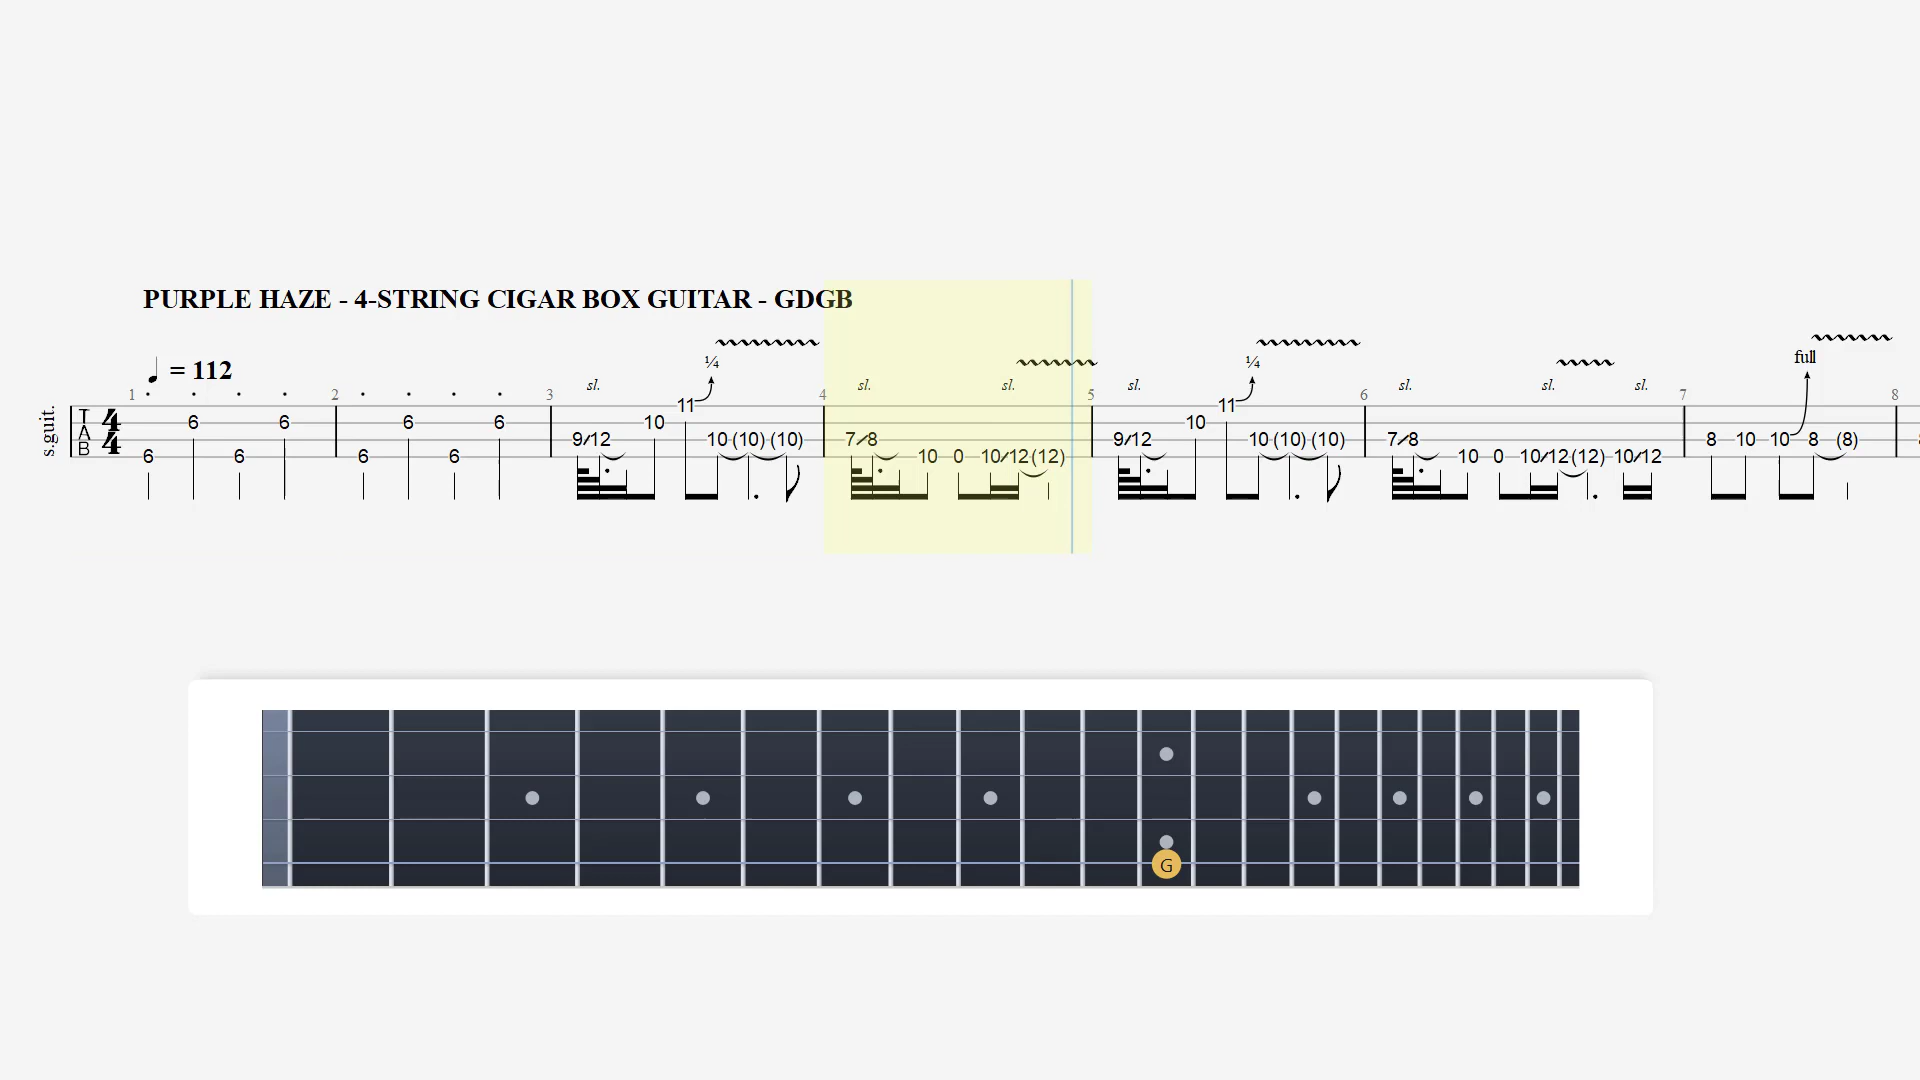 PURPLE HAZE - 4-STRING CIGAR BOX GUITAR - GDGB
♩ = 112
¼ ¼ full
sl. sl. sl. sl. sl. sl. sl.
1 2 3 4 5 6 7 8
s.guit.
T A B
4 4
11 11
6 6 6 6 10 10
9/12 10 (10) (10) 7/8 9/12 10 (10) (10) 7/8 8 10 10 8 (8)
6 6 6 6 10 0 10/12 (12) 10 0 10/12 (12) 10/12
G